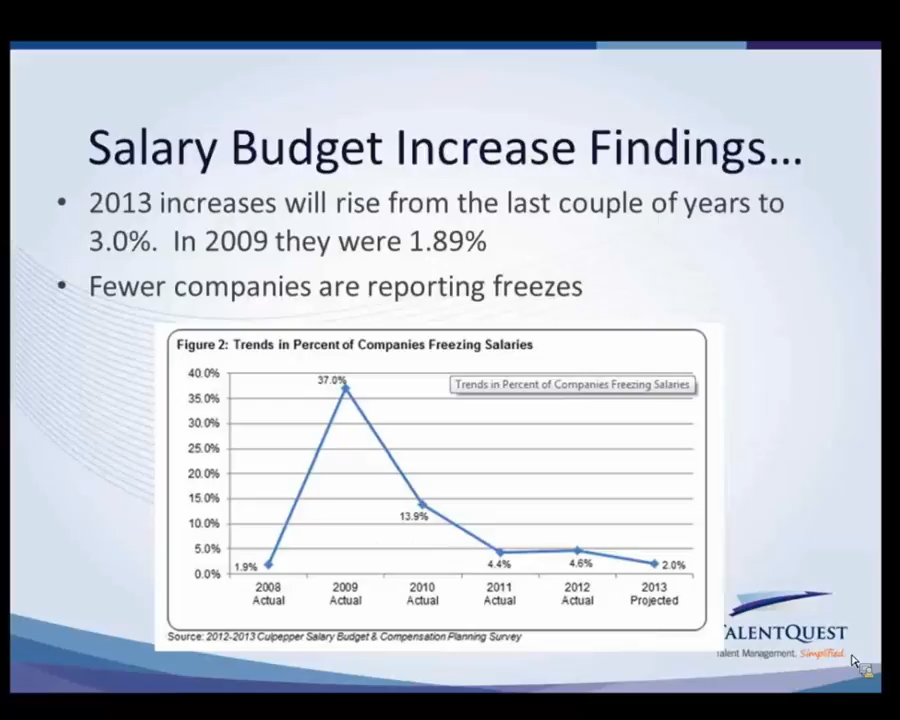 Salary Budget Increase Findings...
• 2013 increases will rise from the last couple of years to
3.0%. In 2009 they were 1.89%
• Fewer companies are reporting freezes
Figure 2: Trends in Percent of Companies Freezing Salaries
Trends in Percent of Companies Freezing Salaries
40.0%
35.0%
30.0%
25.0%
20.0%
15.0%
10.0%
5.0%
0.0%
1.9%
37.0%
13.9%
4.4%
4.6%
2.0%
2008 Actual
2009 Actual
2010 Actual
2011 Actual
2012 Actual
2013 Projected
Source: 2012-2013 Culpepper Salary Budget & Compensation Planning Survey
TALENTQUEST
Talent Management. Simplified.